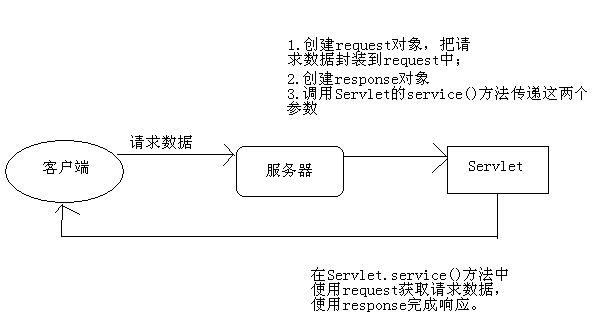 1.创建request对象，把请
求数据封装到request中；
2.创建response对象
3.调用Servlet的service()方法传递这两个
参数
请求数据
客户端
服务器
Servlet
在Servlet.service()方法中
使用request获取请求数据，
使用response完成响应。